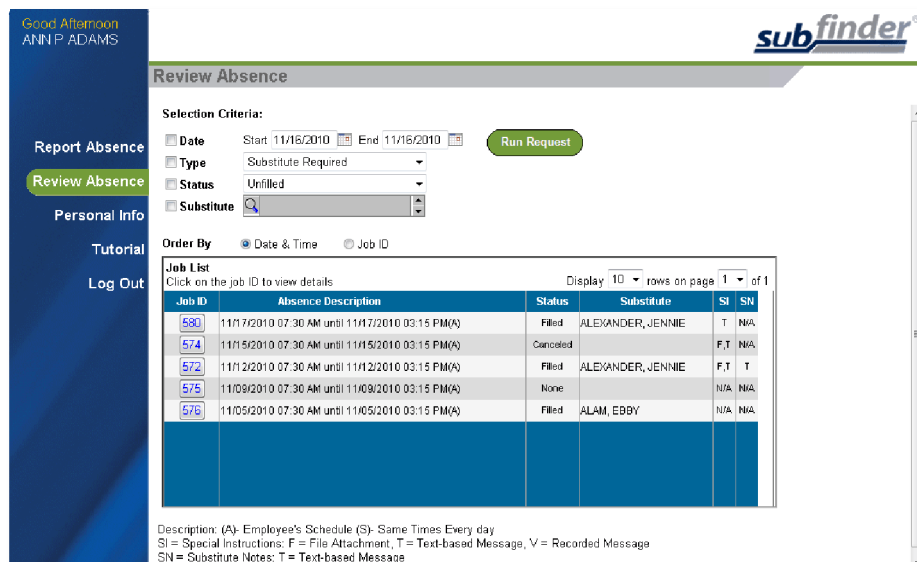 Good Afternoon
ANN P ADAMS
subfinder®
Review Absence
Report Absence
Review Absence
Personal Info
Tutorial
Log Out
Selection Criteria:
Date Start 11/16/2010 End 11/16/2010 Run Request
Type Substitute Required
Status Unfilled
Substitute
Order By Date & Time Job ID
Job List
Click on the job ID to view details Display 10 rows on page 1 of 1
Job ID Absence Description Status Substitute SI SN
580 11/17/2010 07:30 AM until 11/17/2010 03:15 PM(A) Filled ALEXANDER, JENNIE T N/A
574 11/15/2010 07:30 AM until 11/15/2010 03:15 PM(A) Canceled F,T N/A
572 11/12/2010 07:30 AM until 11/12/2010 03:15 PM(A) Filled ALEXANDER, JENNIE F,T T
575 11/09/2010 07:30 AM until 11/09/2010 03:15 PM(A) None N/A N/A
576 11/05/2010 07:30 AM until 11/05/2010 03:15 PM(A) Filled ALAM, EBBY N/A N/A
Description: (A)- Employee's Schedule (S)- Same Times Every day
SI = Special Instructions: F = File Attachment, T = Text-based Message, V = Recorded Message
SN = Substitute Notes: T = Text-based Message